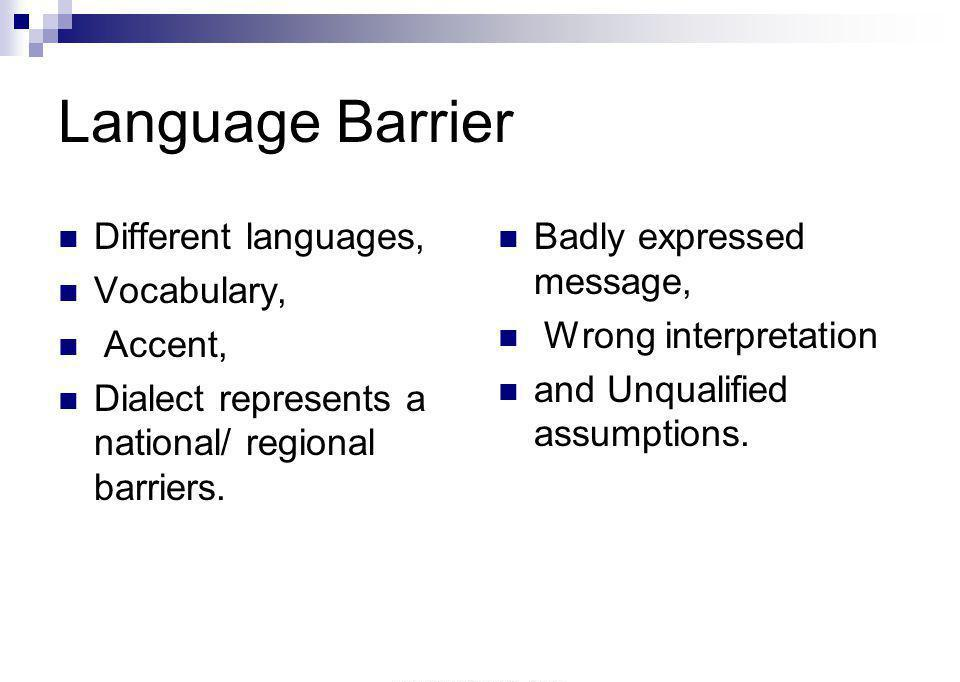 Language Barrier
Different languages,
Vocabulary,
Accent,
Dialect represents a
national/ regional
barriers.
Badly expressed
message,
Wrong interpretation
and Unqualified
assumptions.